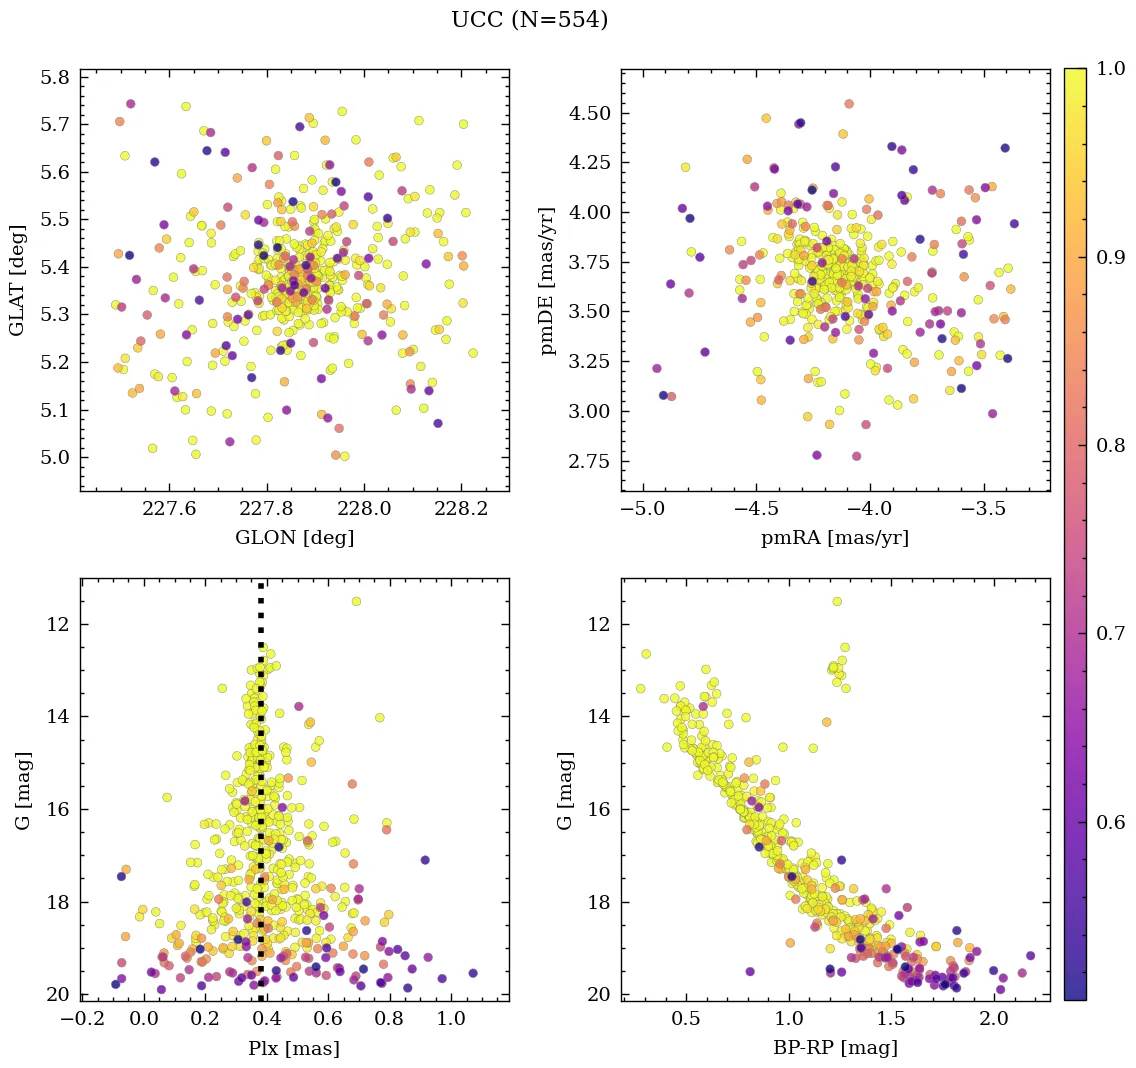 UCC (N=554)
5.8
5.7
5.6
5.5
5.4
5.3
5.2
5.1
5.0
GLAT [deg]
227.6 227.8 228.0 228.2
GLON [deg]
4.50
4.25
4.00
3.75
3.50
3.25
3.00
2.75
pmDE [mas/yr]
−5.0 −4.5 −4.0 −3.5
pmRA [mas/yr]
1.0
0.9
0.8
0.7
0.6
12
14
16
18
20
G [mag]
−0.2 0.0 0.2 0.4 0.6 0.8 1.0
Plx [mas]
12
14
16
18
20
G [mag]
0.5 1.0 1.5 2.0
BP-RP [mag]